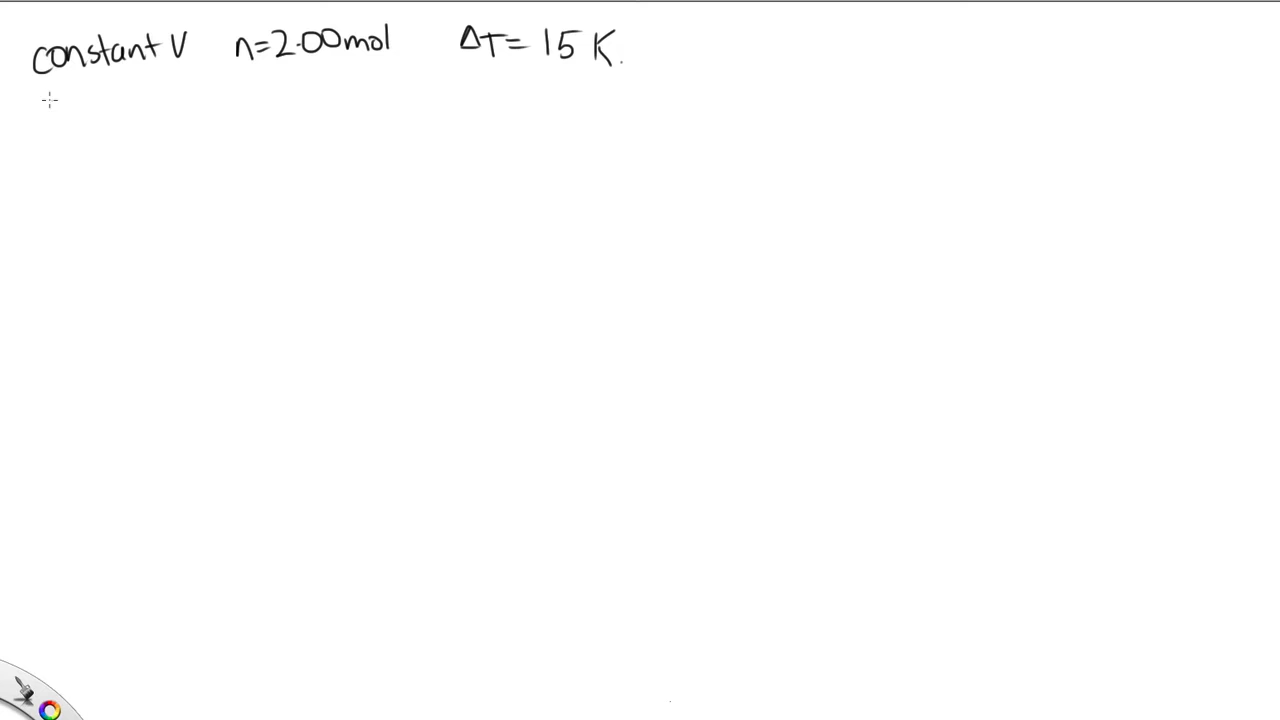 constant V n=2.00mol ΔT= 15 K.